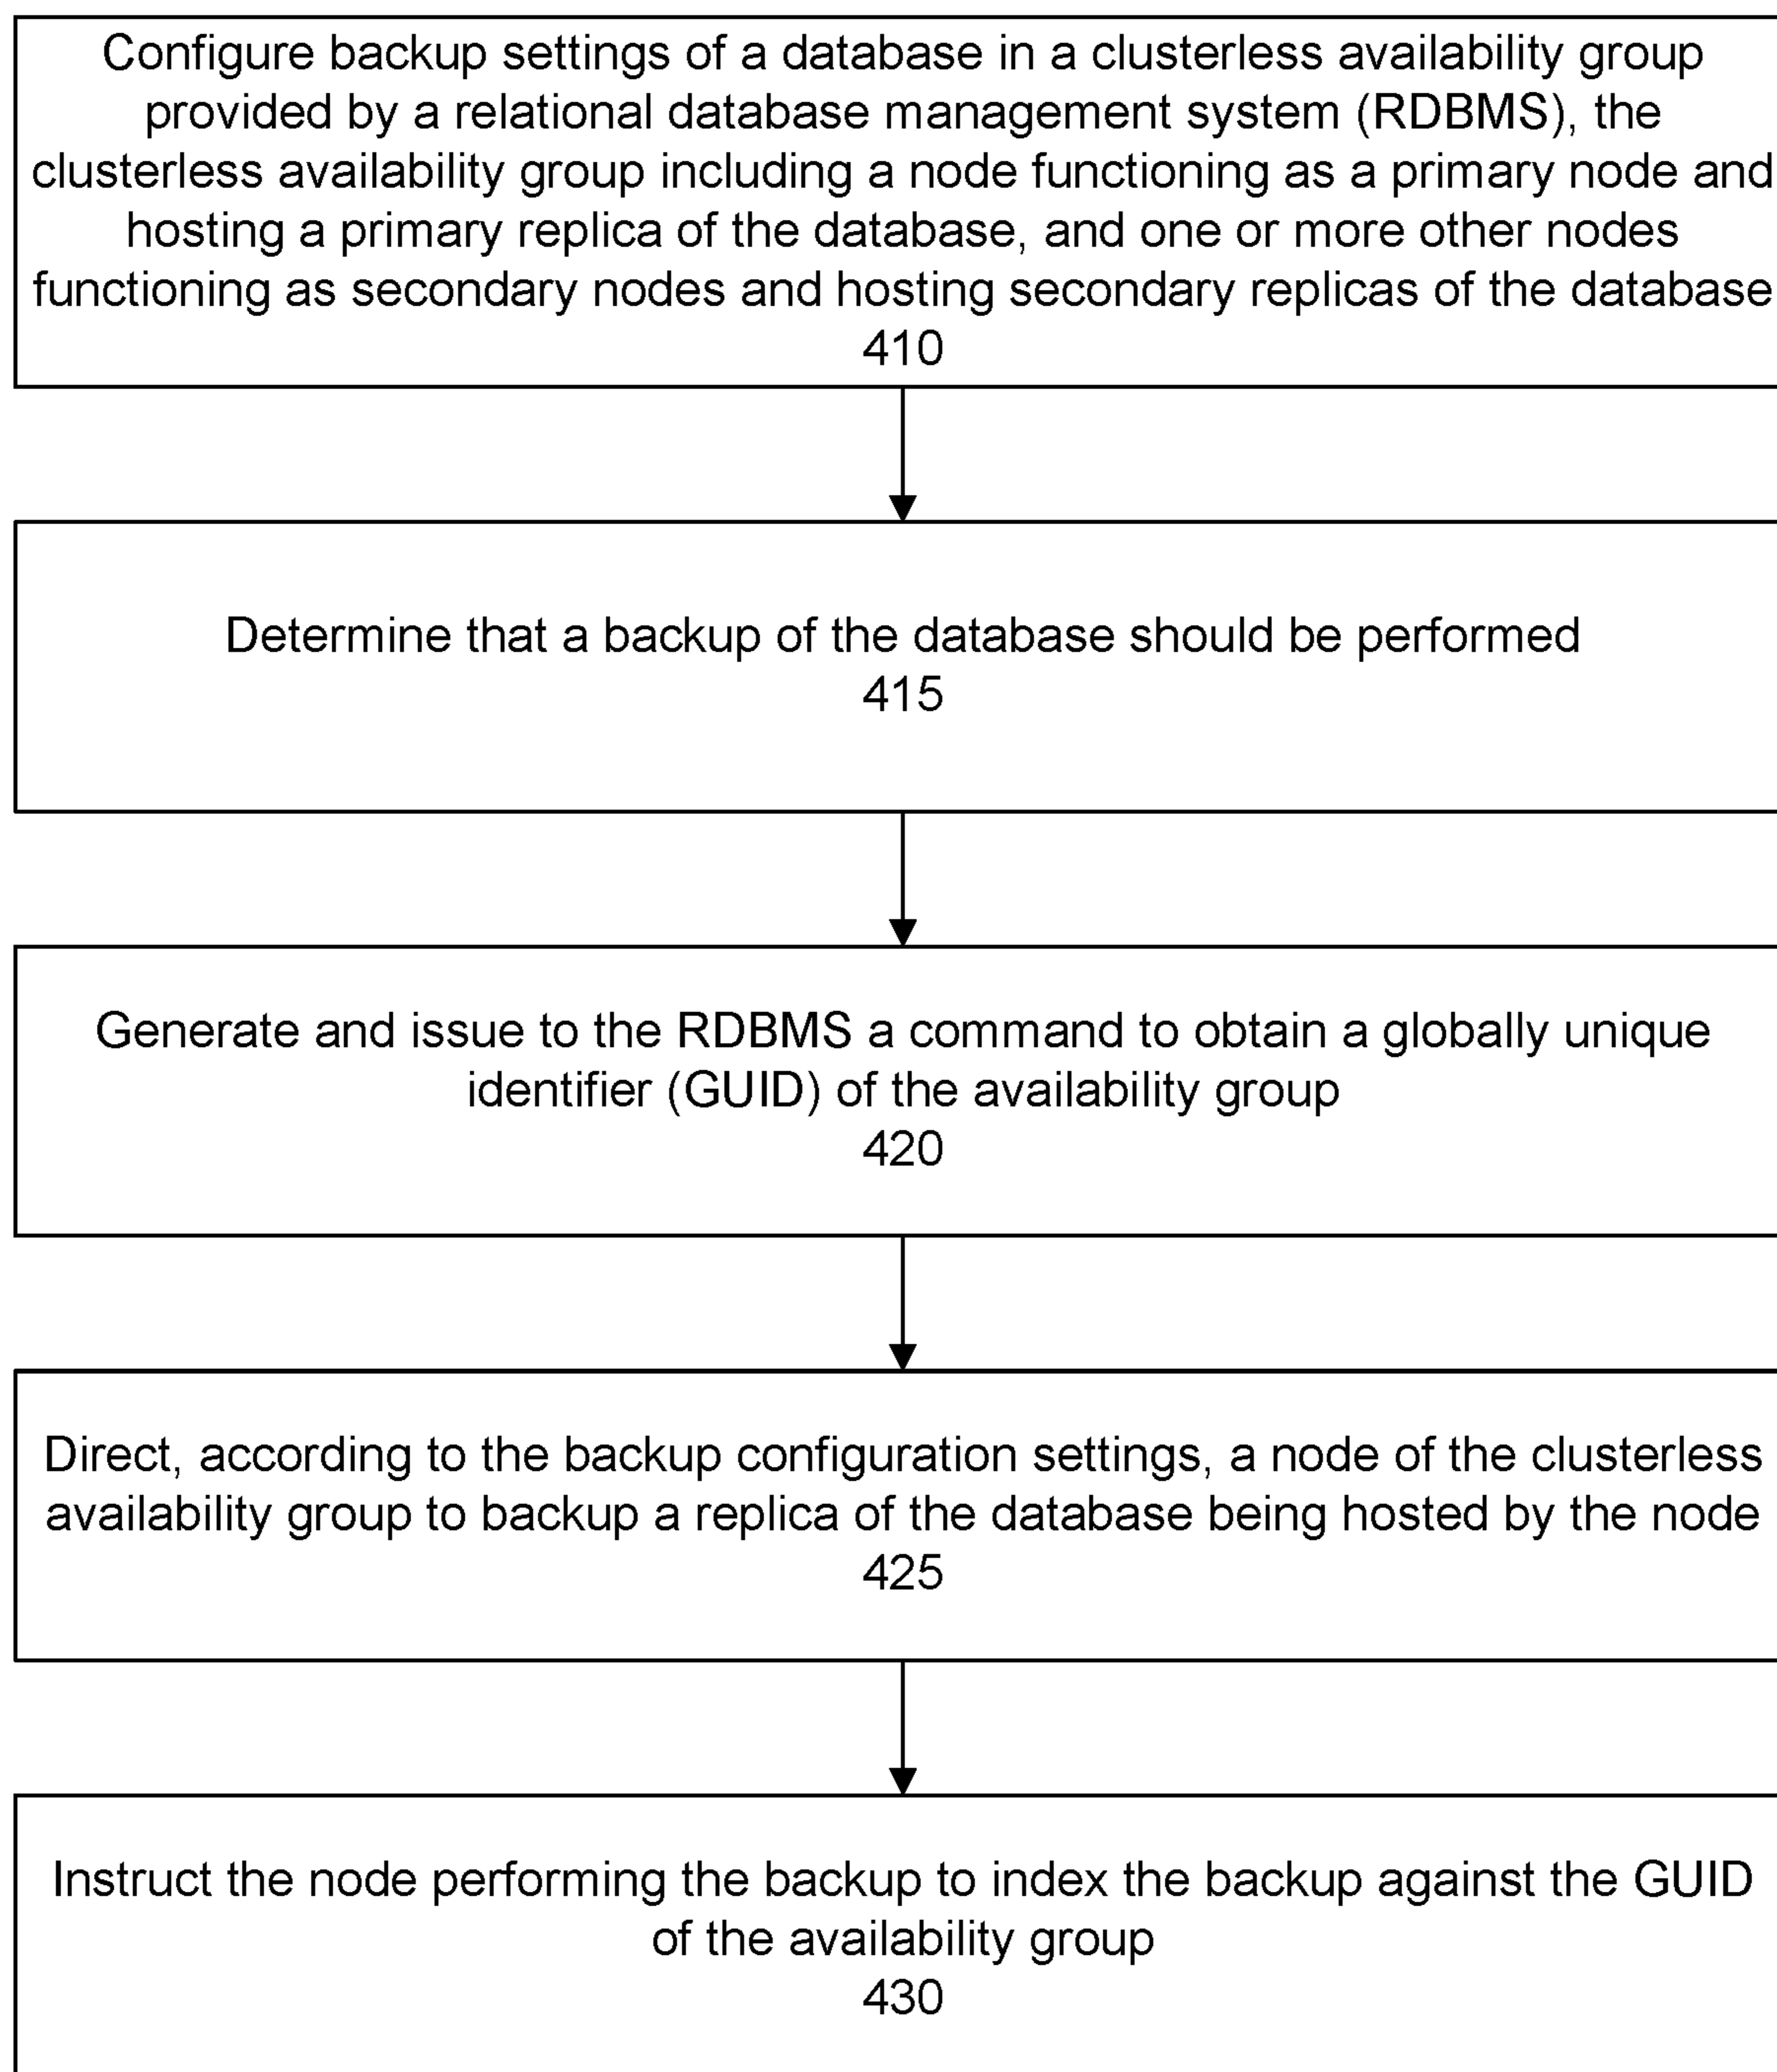 Configure backup settings of a database in a clusterless availability group
provided by a relational database management system (RDBMS), the
clusterless availability group including a node functioning as a primary node and
hosting a primary replica of the database, and one or more other nodes
functioning as secondary nodes and hosting secondary replicas of the database
410
Determine that a backup of the database should be performed
415
Generate and issue to the RDBMS a command to obtain a globally unique
identifier (GUID) of the availability group
420
Direct, according to the backup configuration settings, a node of the clusterless
availability group to backup a replica of the database being hosted by the node
425
Instruct the node performing the backup to index the backup against the GUID
of the availability group
430